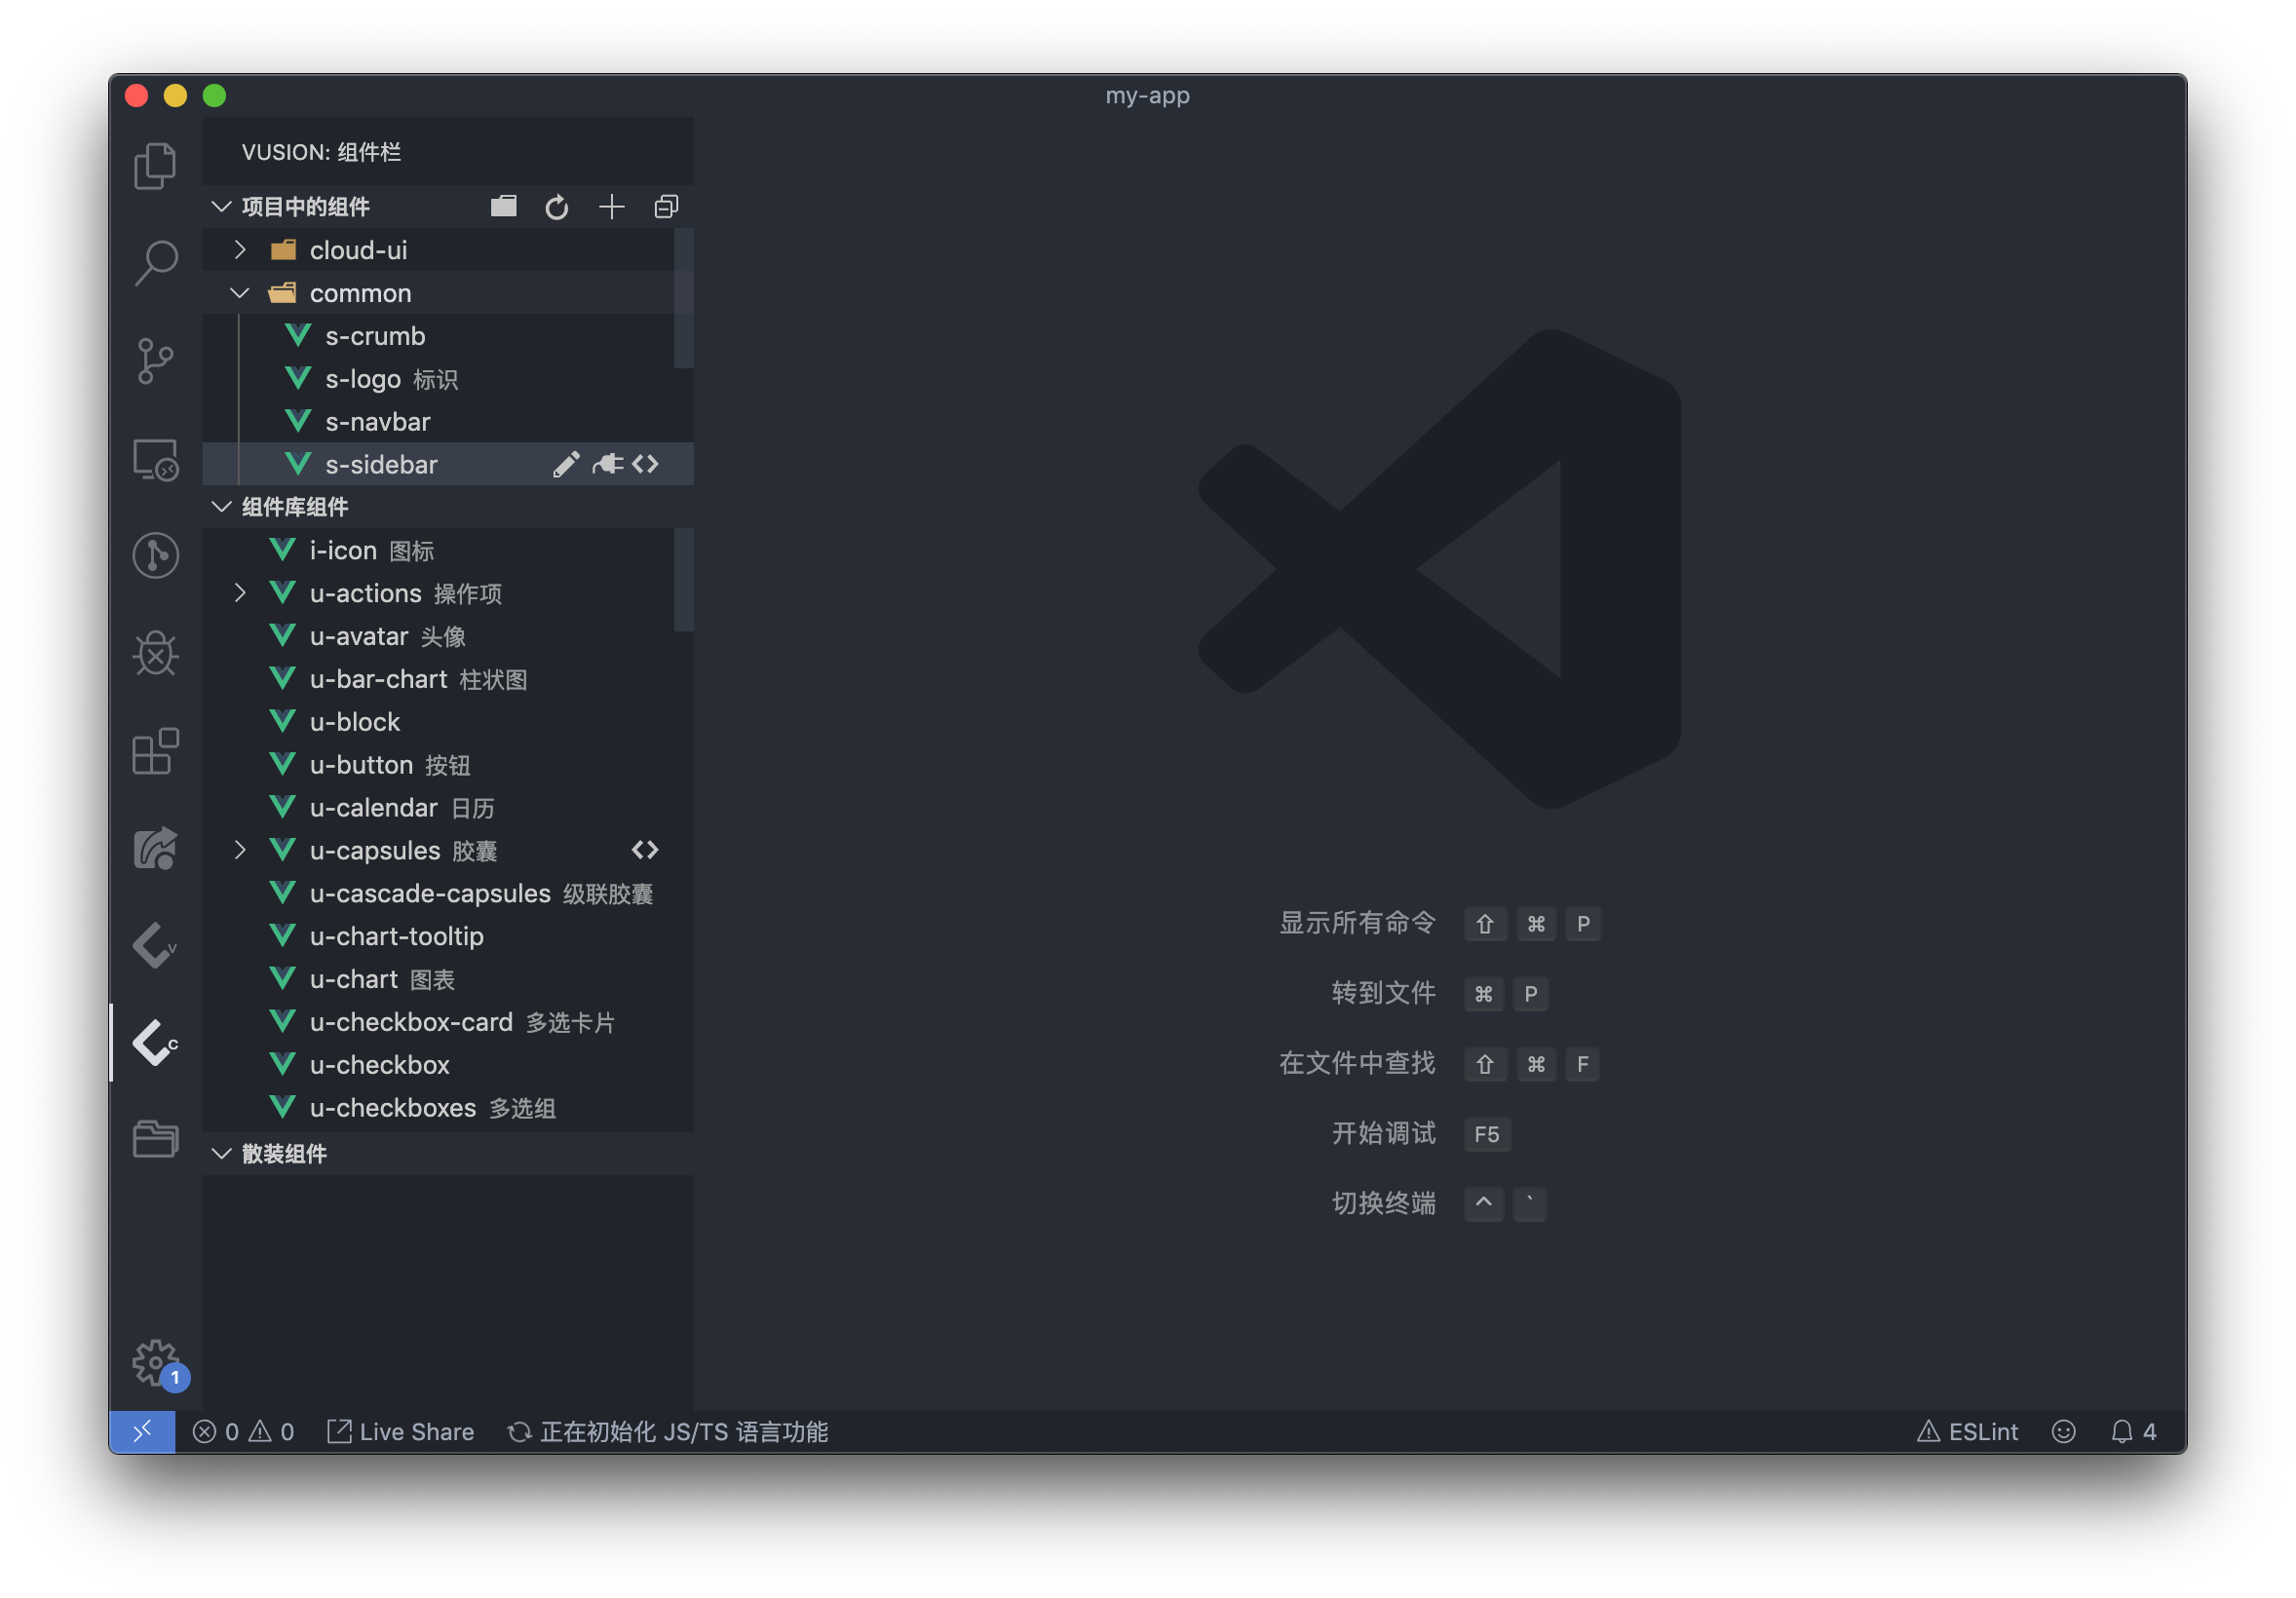 my-app
VUSION: 组件栏
项目中的组件
cloud-ui
common
s-crumb
s-logo 标识
s-navbar
s-sidebar
组件库组件
i-icon 图标
u-actions 操作项
u-avatar 头像
u-bar-chart 柱状图
u-block
u-button 按钮
u-calendar 日历
u-capsules 胶囊
u-cascade-capsules 级联胶囊
u-chart-tooltip
u-chart 图表
u-checkbox-card 多选卡片
u-checkbox
u-checkboxes 多选组
散装组件
V
C
1
显示所有命令 ⇧ ⌘ P
转到文件 ⌘ P
在文件中查找 ⇧ ⌘ F
开始调试 F5
切换终端 ^ `
0 0 Live Share 正在初始化 JS/TS 语言功能 ESLint 4